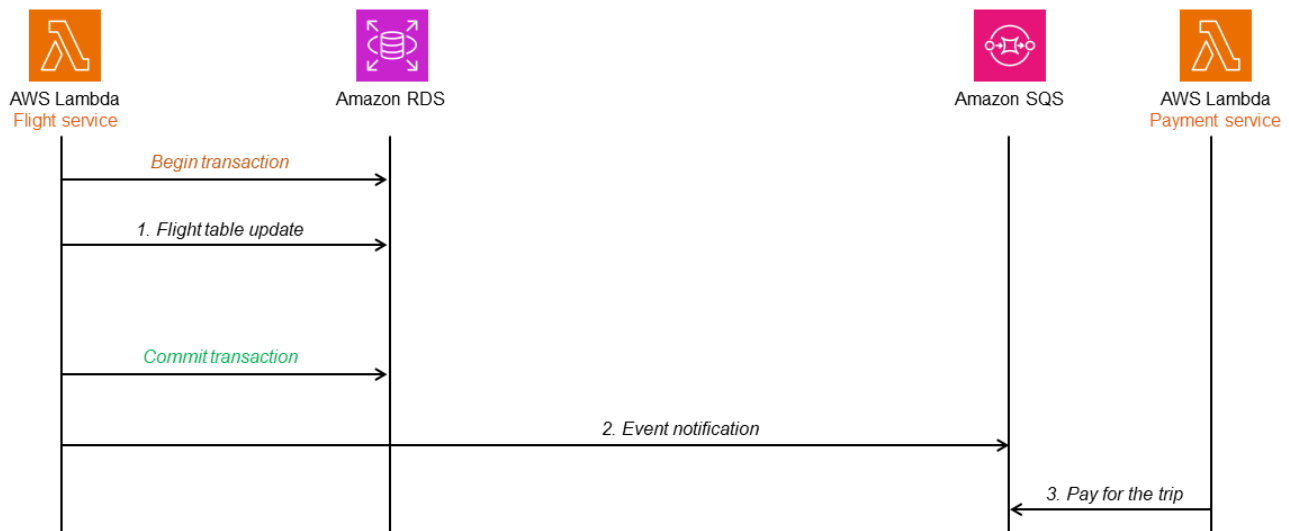 AWS Lambda
Flight service
Amazon RDS
Amazon SQS
AWS Lambda
Payment service
Begin transaction
1. Flight table update
Commit transaction
2. Event notification
3. Pay for the trip